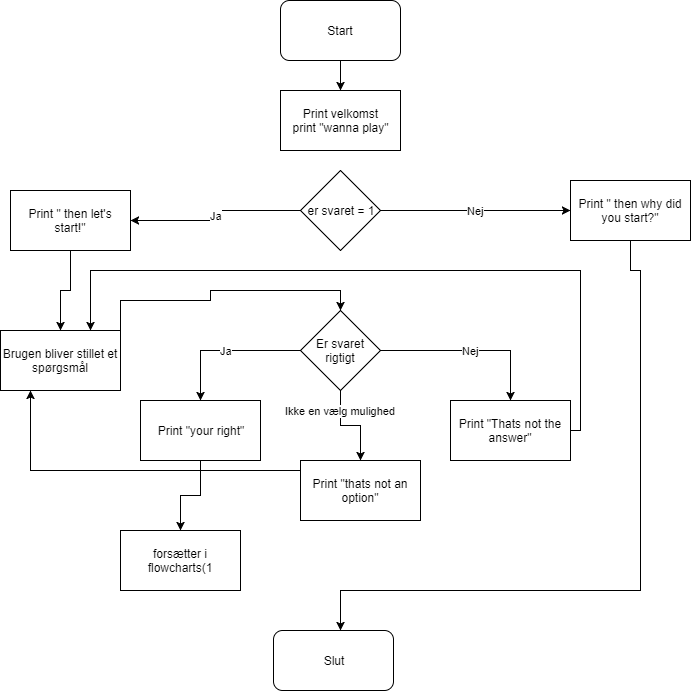 Start
Print velkomst
print "wanna play"
Print " then let's
start!"
Ja
er svaret = 1
Nej
Print " then why did
you start?"
Brugen bliver stillet et
spørgsmål
Ja
Er svaret
rigtigt
Nej
Print "your right"
Ikke en vælg mulighed
Print "Thats not the
answer"
Print "thats not an
option"
forsætter i
flowcharts(1
Slut